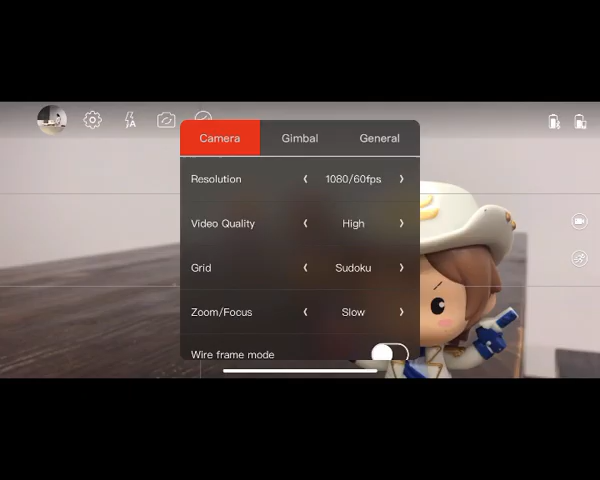 A
Camera Gimbal General
Resolution 1080/60fps
Video Quality High
Grid Sudoku
Zoom/Focus Slow
Wire frame mode